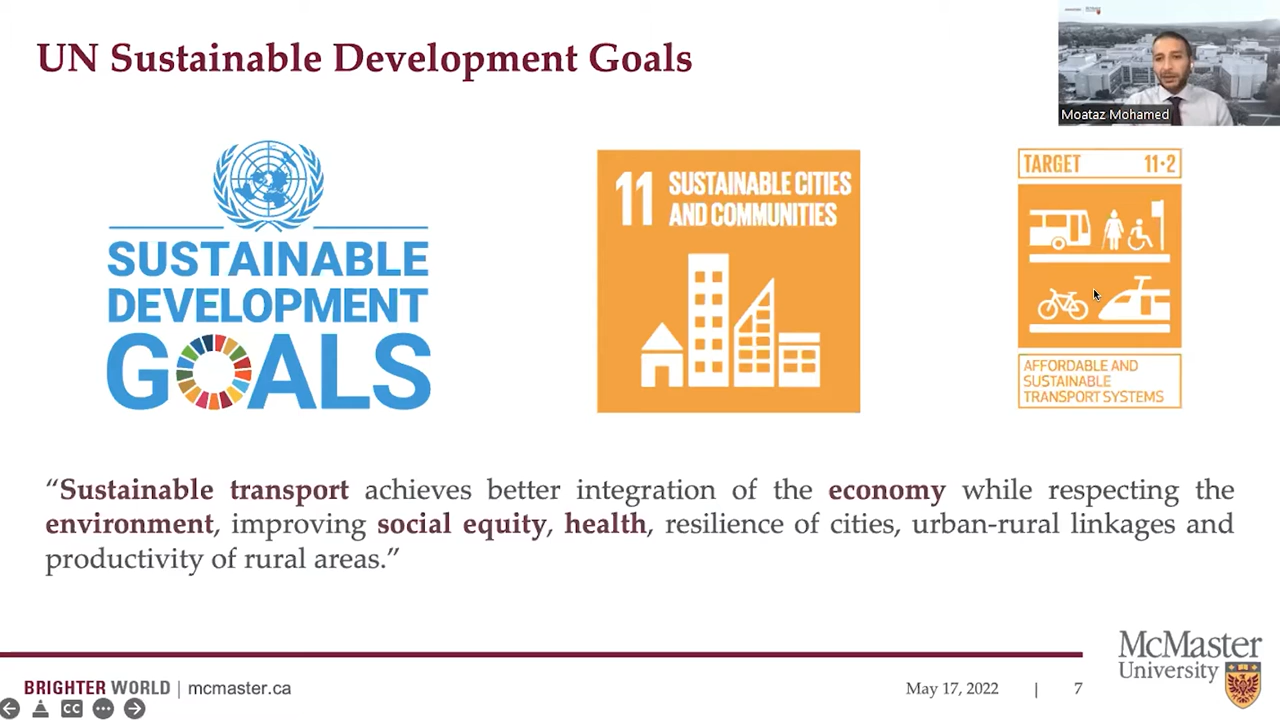 UN Sustainable Development Goals
Moataz Mohamed
SUSTAINABLE
DEVELOPMENT
GOALS
11 SUSTAINABLE CITIES
AND COMMUNITIES
TARGET 11·2
AFFORDABLE AND
SUSTAINABLE
TRANSPORT SYSTEMS
“Sustainable transport achieves better integration of the economy while respecting the
environment, improving social equity, health, resilience of cities, urban-rural linkages and
productivity of rural areas.”
McMaster
University
BRIGHTER WORLD | mcmaster.ca
May 17, 2022 | 7
CC